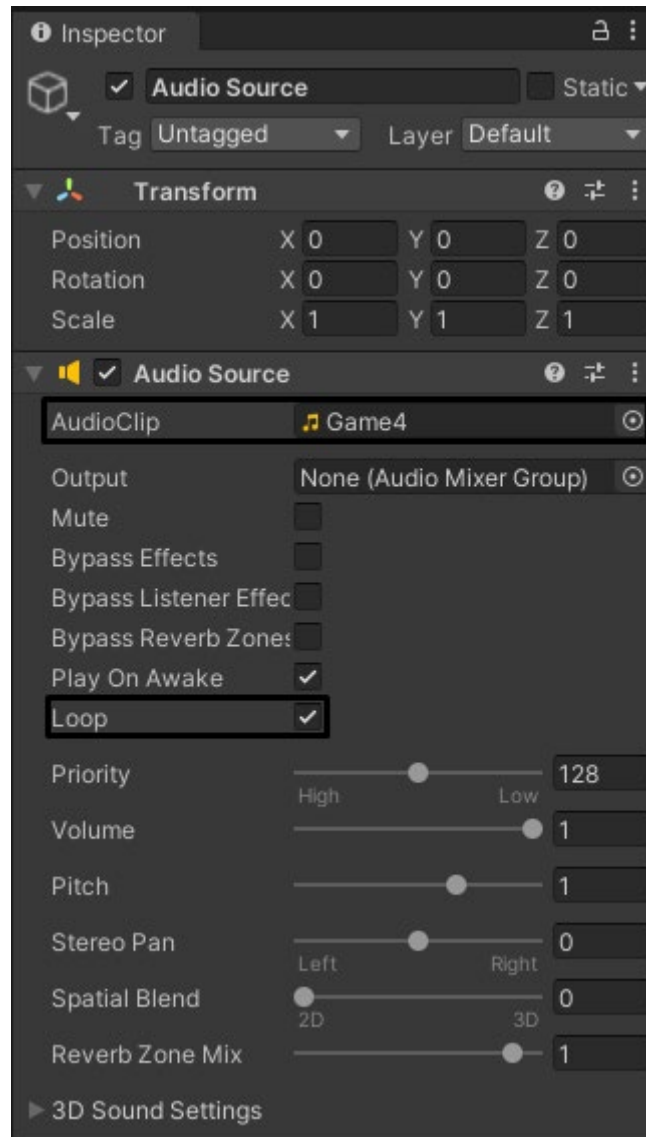 Inspector
Audio Source Static
Tag Untagged Layer Default
Transform
Position X 0 Y 0 Z 0
Rotation X 0 Y 0 Z 0
Scale X 1 Y 1 Z 1
Audio Source
AudioClip Game4
Output None (Audio Mixer Group)
Mute
Bypass Effects
Bypass Listener Effec
Bypass Reverb Zones
Play On Awake
Loop
Priority 128
High Low
Volume 1
Pitch 1
Stereo Pan 0
Left Right
Spatial Blend 0
2D 3D
Reverb Zone Mix 1
3D Sound Settings